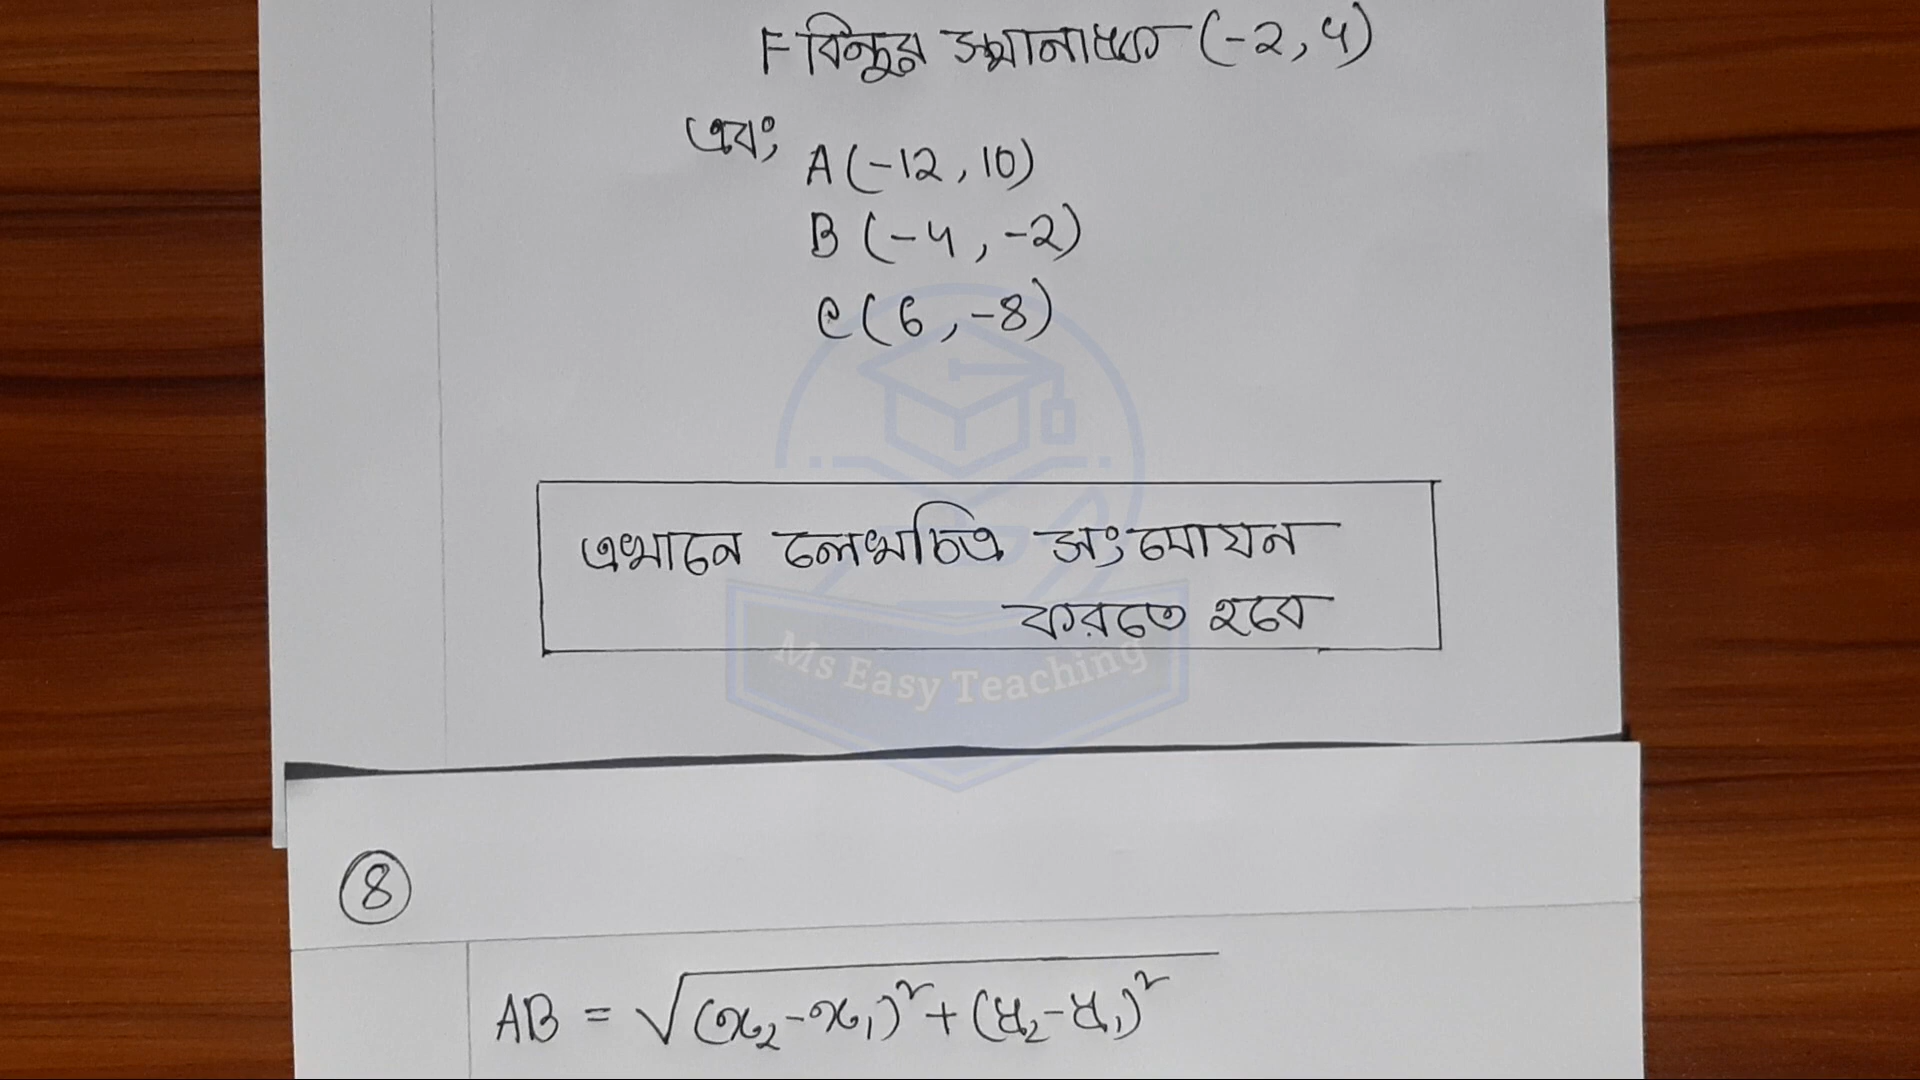 F বিন্দুর স্থানাঙ্ক (-2, 4)
এবং,
A (-12, 10)
B (-4, -2)
C (6, -8)
এখানে লেখচিত্র সংযোযন
করতে হবে
Ms Easy Teaching
8
AB = √(x₂-x₁)² + (y₂-y₁)²